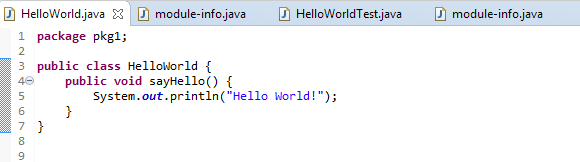 HelloWorld.java module-info.java HelloWorldTest.java module-info.java
1 package pkg1;
2
3 public class HelloWorld {
4 public void sayHello() {
5 System.out.println("Hello World!");
6 }
7 }
8
9